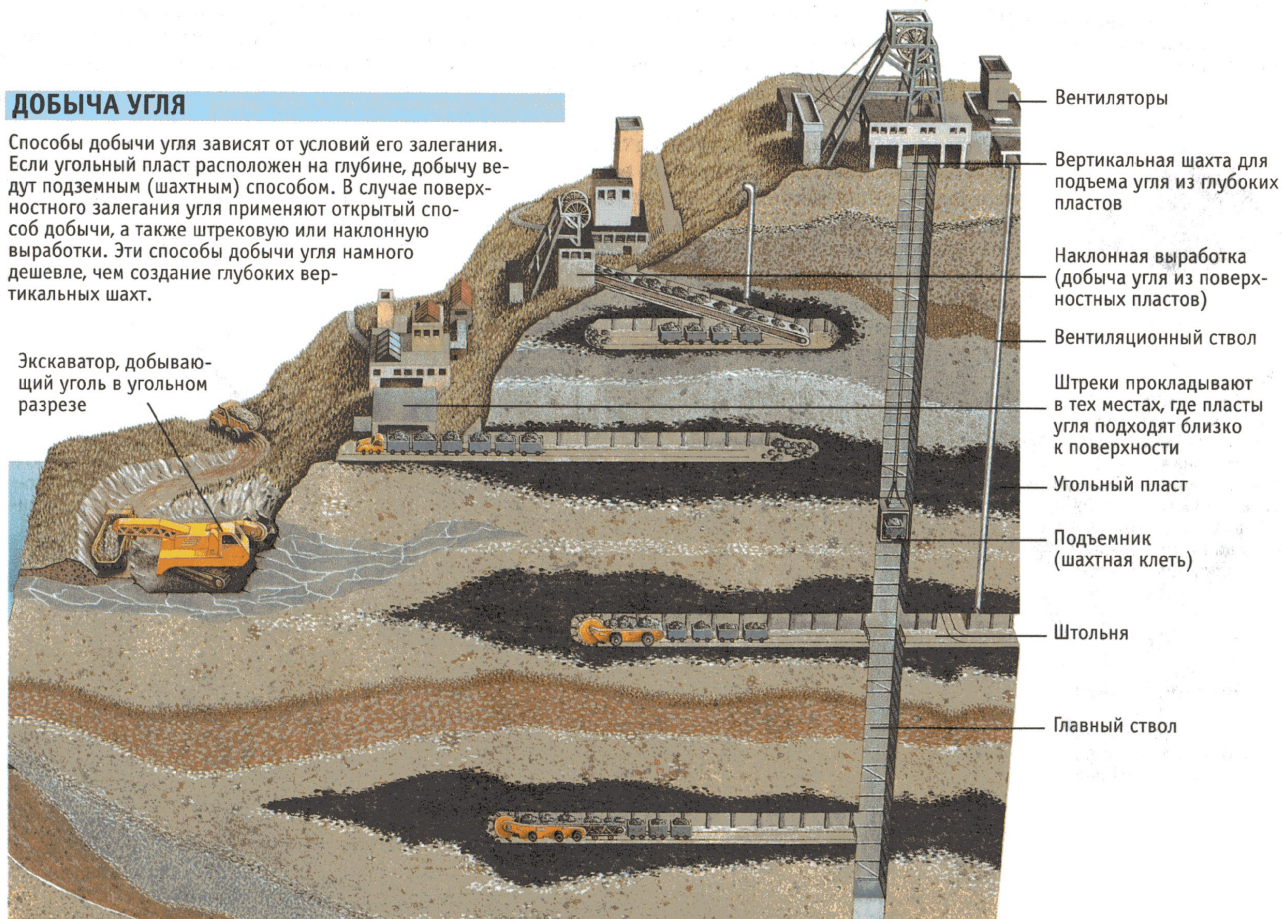 ДОБЫЧА УГЛЯ
Способы добычи угля зависят от условий его залегания.
Если угольный пласт расположен на глубине, добычу ве-
дут подземным (шахтным) способом. В случае поверх-
ностного залегания угля применяют открытый спо-
соб добычи, а также штрековую или наклонную
выработки. Эти способы добычи угля намного
дешевле, чем создание глубоких вер-
тикальных шахт.
Экскаватор, добываю-
щий уголь в угольном
разрезе
Вентиляторы
Вертикальная шахта для
подъема угля из глубоких
пластов
Наклонная выработка
(добыча угля из поверх-
ностных пластов)
Вентиляционный ствол
Штреки прокладывают
в тех местах, где пласты
угля подходят близко
к поверхности
Угольный пласт
Подъемник
(шахтная клеть)
Штольня
Главный ствол